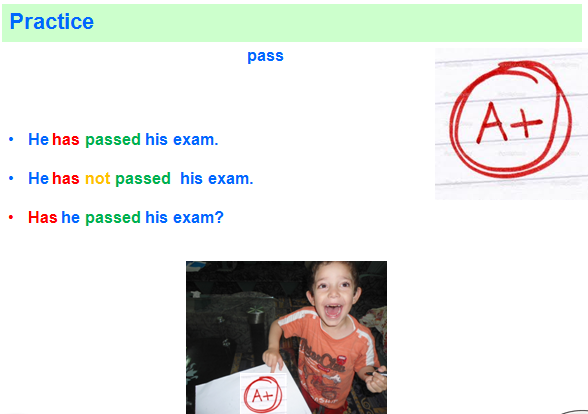 Practice
pass
A+
• He has passed his exam.
• He has not passed his exam.
• Has he passed his exam?
A+